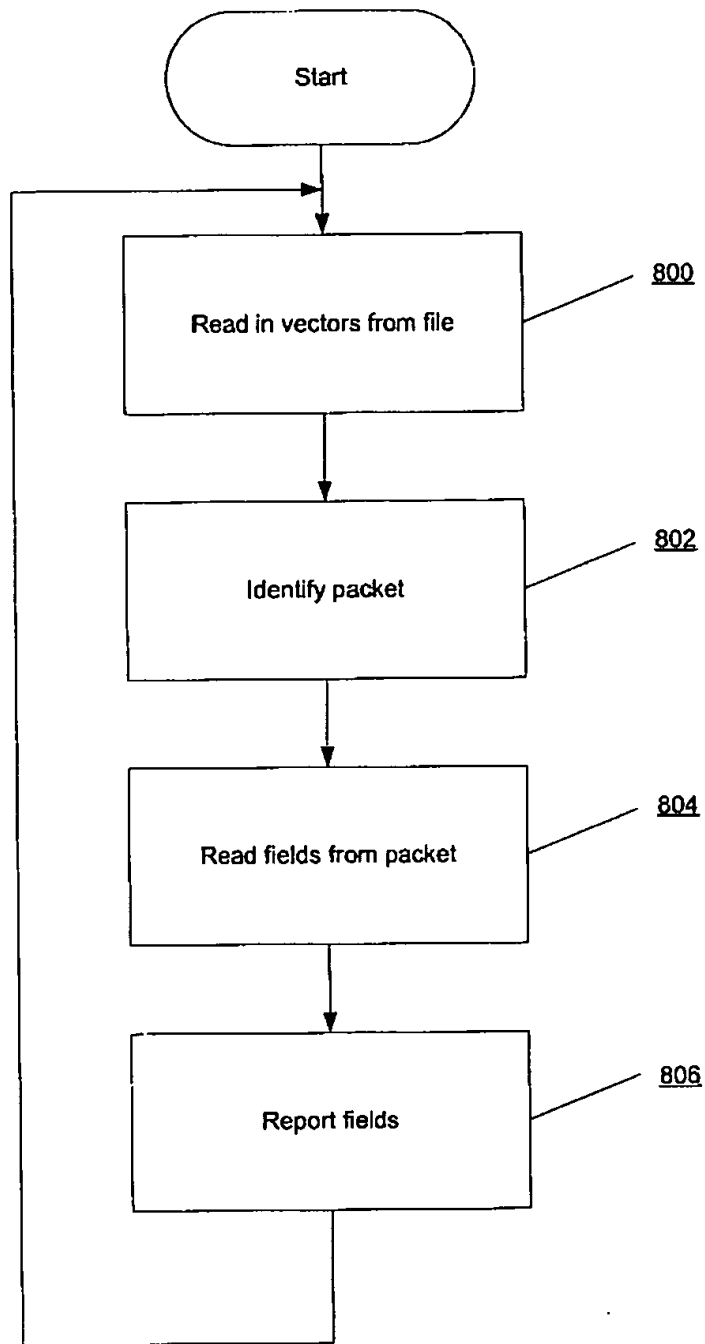 Start
800
Read in vectors from file
802
Identify packet
804
Read fields from packet
806
Report fields